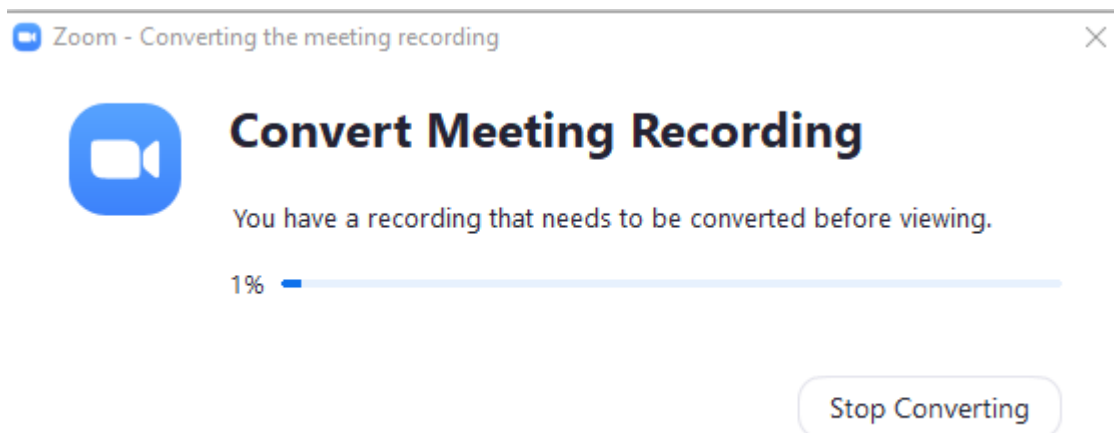 Zoom - Converting the meeting recording
Convert Meeting Recording
You have a recording that needs to be converted before viewing.
1%
Stop Converting